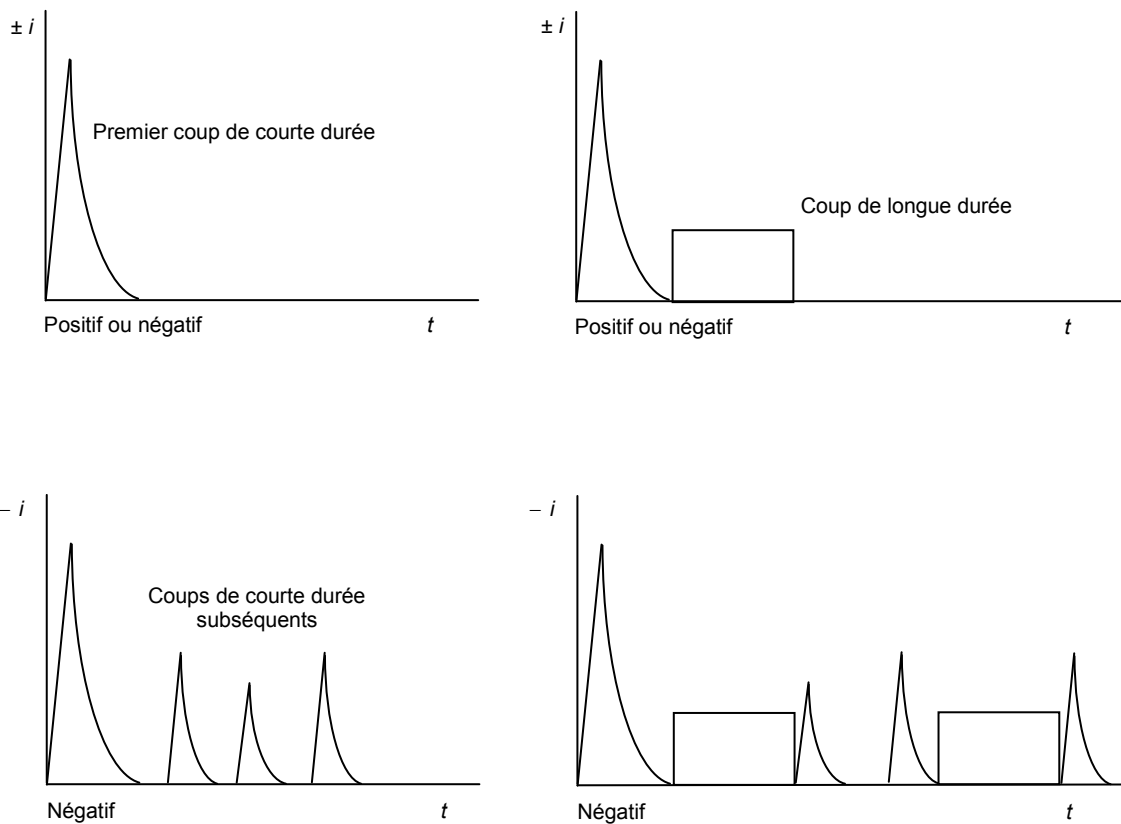 ± i
Premier coup de courte durée
Positif ou négatif
t
± i
Coup de longue durée
Positif ou négatif
t
– i
Coups de courte durée
subséquents
Négatif
t
– i
Négatif
t